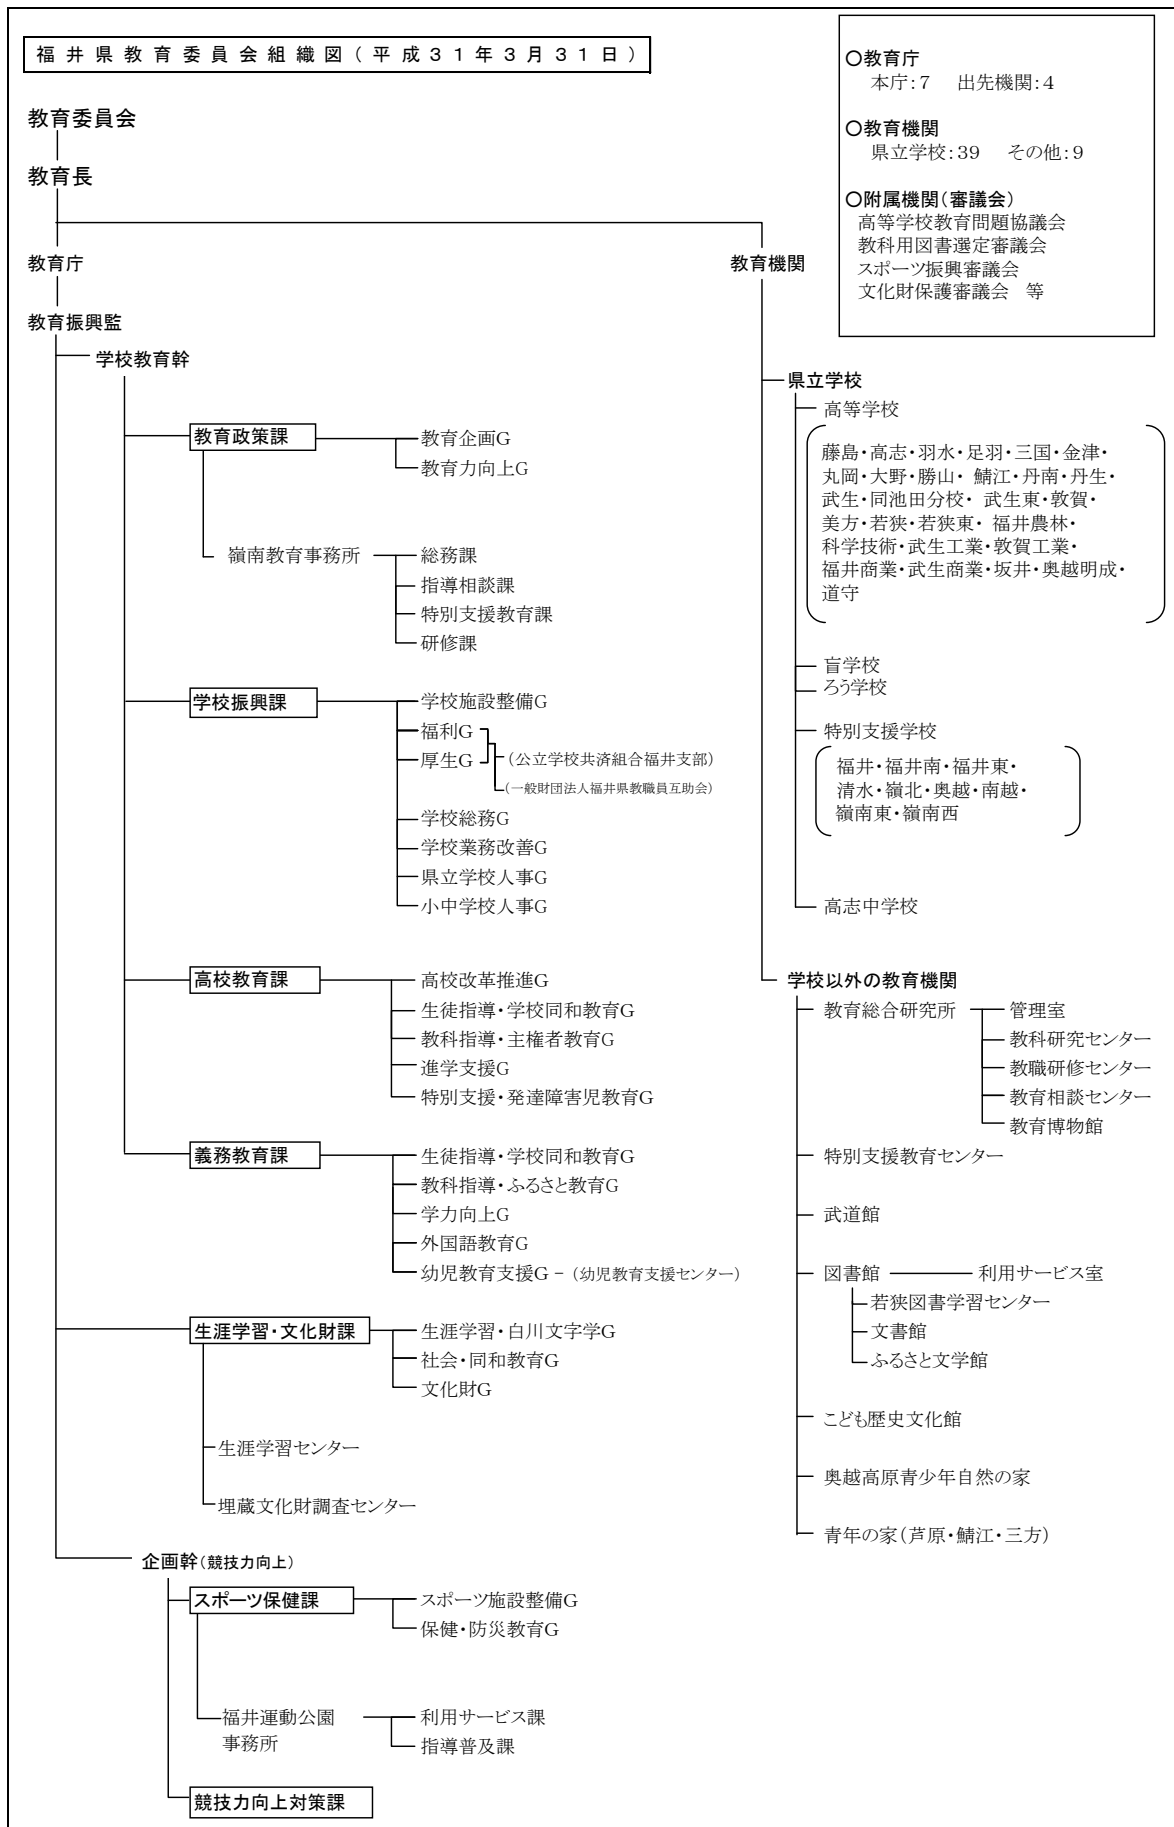 福井県教育委員会組織図(平成31年3月31日)
○教育庁
本庁:7 出先機関:4
○教育機関
県立学校:39 その他:9
○附属機関(審議会)
高等学校教育問題協議会
教科用図書選定審議会
スポーツ振興審議会
文化財保護審議会 等
教育委員会
教育長
教育庁
教育振興監
学校教育幹
教育政策課
教育企画G
教育力向上G
嶺南教育事務所
総務課
指導相談課
特別支援教育課
研修課
学校振興課
学校施設整備G
福利G
厚生G
(公立学校共済組合福井支部)
(一般財団法人福井県教職員互助会)
学校総務G
学校業務改善G
県立学校人事G
小中学校人事G
高校教育課
高校改革推進G
生徒指導・学校同和教育G
教科指導・主権者教育G
進学支援G
特別支援・発達障害児教育G
義務教育課
生徒指導・学校同和教育G
教科指導・ふるさと教育G
学力向上G
外国語教育G
幼児教育支援G - (幼児教育支援センター)
生涯学習・文化財課
生涯学習・白川文字学G
社会・同和教育G
文化財G
生涯学習センター
埋蔵文化財調査センター
企画幹(競技力向上)
スポーツ保健課
スポーツ施設整備G
保健・防災教育G
福井運動公園
事務所
利用サービス課
指導普及課
競技力向上対策課
教育機関
県立学校
高等学校
藤島・高志・羽水・足羽・三国・金津・
丸岡・大野・勝山・ 鯖江・丹南・丹生・
武生・同池田分校・ 武生東・敦賀・
美方・若狭・若狭東・ 福井農林・
科学技術・武生工業・敦賀工業・
福井商業・武生商業・坂井・奥越明成・
道守
盲学校
ろう学校
特別支援学校
福井・福井南・福井東・
清水・嶺北・奥越・南越・
嶺南東・嶺南西
高志中学校
学校以外の教育機関
教育総合研究所
管理室
教科研究センター
教職研修センター
教育相談センター
教育博物館
特別支援教育センター
武道館
図書館
利用サービス室
若狭図書学習センター
文書館
ふるさと文学館
こども歴史文化館
奥越高原青少年自然の家
青年の家(芦原・鯖江・三方)